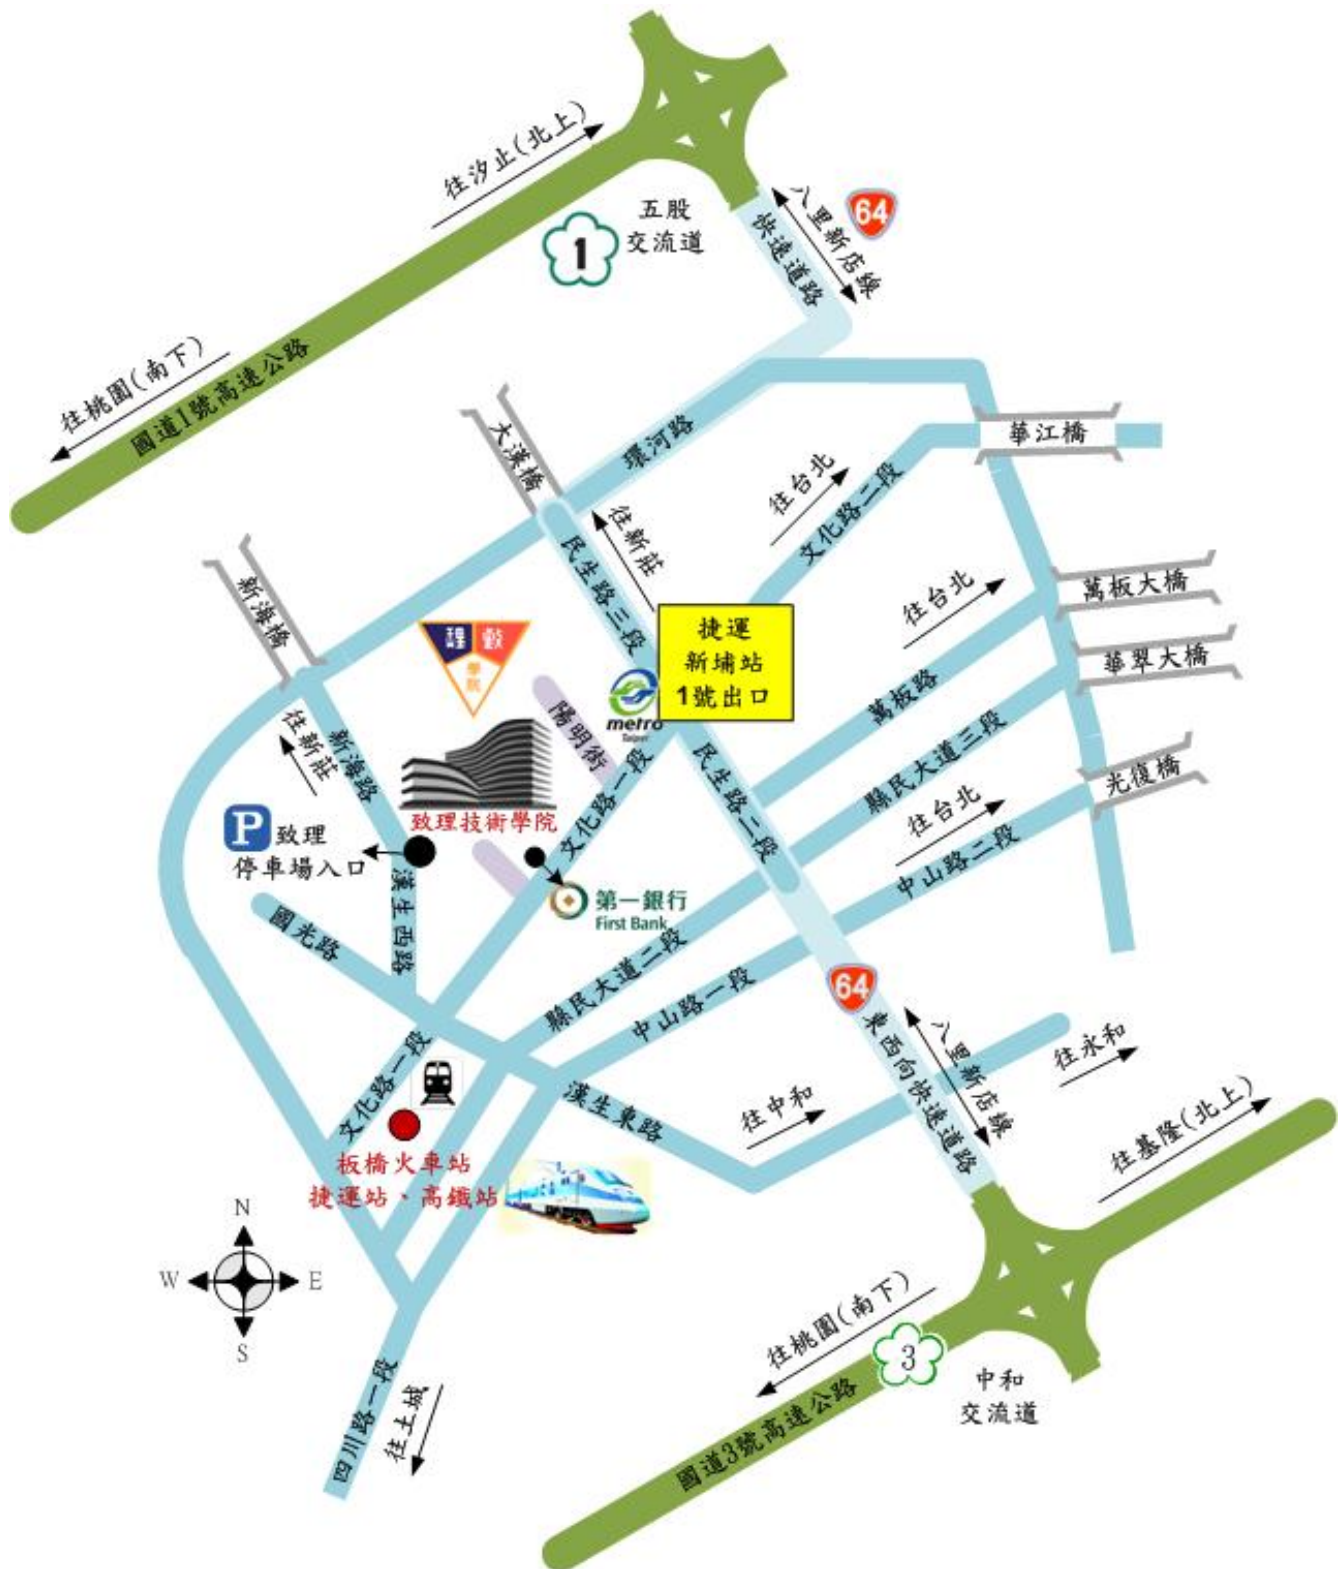 往汐止(北上)
八里新店線
64
五股
交流道
1
快速道路
往桃園(南下)
國道1號高速公路
大漢橋
環河路
華江橋
往台北
文化路二段
往新莊
民生路三段
新海橋
往台北
萬板大橋
捷運
新埔站
1號出口
華翠大橋
理
致
學院
metro
Taipei
陽明街
萬板路
往新莊
新海路
民生路二段
縣民大道三段
光復橋
P
致理
停車場入口
致理技術學院
文化路一段
往台北
中山路二段
漢生西路
第一銀行
First Bank
國光路
縣民大道二段
中山路一段
64
東西向快速道路
八里新店線
往永和
文化路一段
漢生東路
往中和
往基隆(北上)
板橋火車站
捷運站、高鐵站
N
W
E
S
往桃園(南下)
3
中和
交流道
國道3號高速公路
四川路一段
往土城